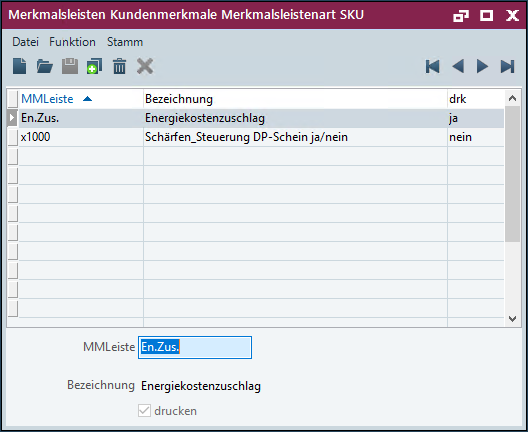 Merkmalsleisten Kundenmerkmale Merkmalsleistenart SKU
Datei Funktion Stamm
MMLeiste Bezeichnung drk
En.Zus. Energiekostenzuschlag ja
x1000 Schärfen_Steuerung DP-Schein ja/nein nein
MMLeiste En.Zus.
Bezeichnung Energiekostenzuschlag
drucken